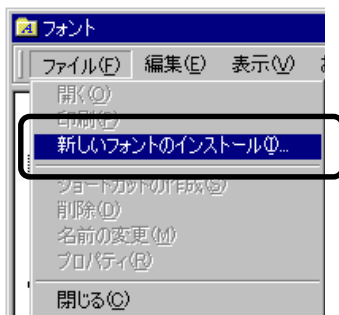 フォント
ファイル(F) 編集(E) 表示(V)
開く(O)
印刷(P)
新しいフォントのインストール(I)...
ショートカットの作成(S)
削除(D)
名前の変更(M)
プロパティ(R)
閉じる(C)